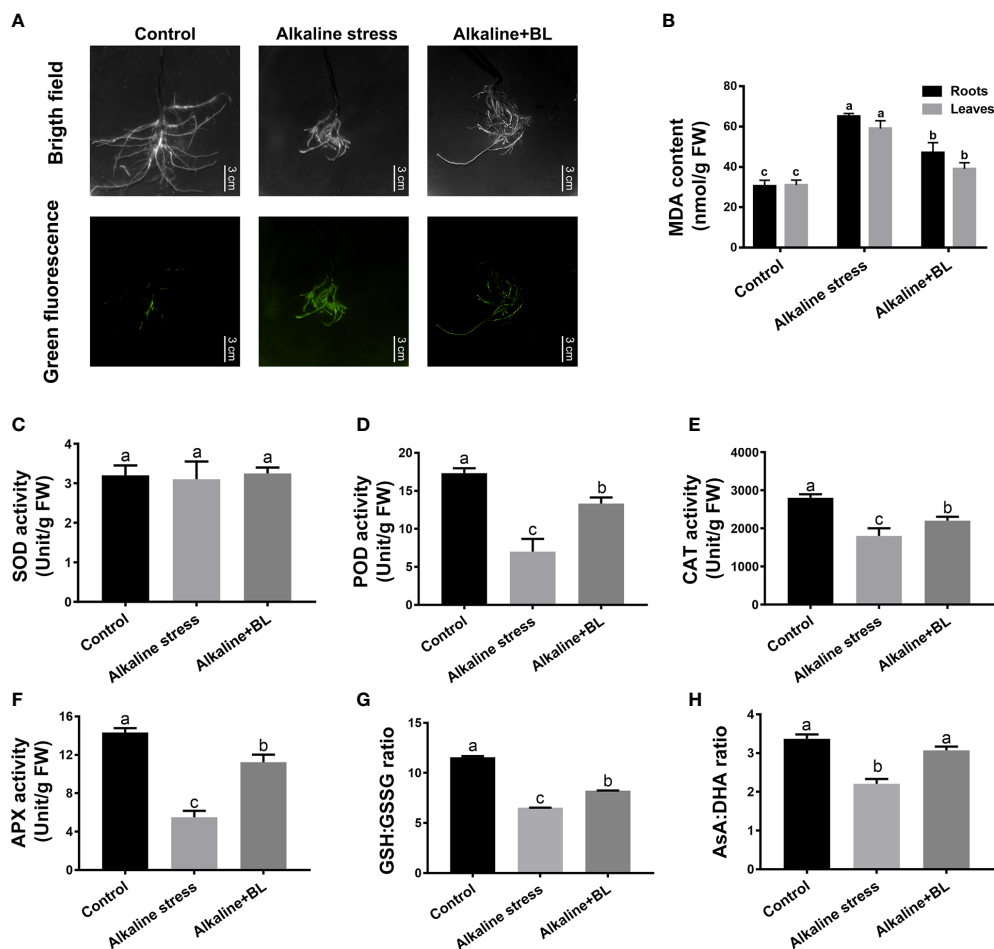 A
Control Alkaline stress Alkaline+BL
Brigth field
3 cm 3 cm 3 cm
Green fluorescence
3 cm 3 cm 3 cm
B
MDA content
(nmol/g FW)
80
60
40
20
0
Roots
Leaves
c c a a b b
Control Alkaline stress Alkaline+BL
C
SOD activity
(Unit/g FW)
4
3
2
1
0
a a a
Control Alkaline stress Alkaline+BL
D
POD activity
(Unit/g FW)
20
15
10
5
0
a c b
Control Alkaline stress Alkaline+BL
E
CAT activity
(Unit/g FW)
4000
3000
2000
1000
0
a c b
Control Alkaline stress Alkaline+BL
F
APX activity
(Unit/g FW)
16
12
8
4
0
a c b
Control Alkaline stress Alkaline+BL
G
GSH:GSSG ratio
15
10
5
0
a c b
Control Alkaline stress Alkaline+BL
H
AsA:DHA ratio
4
3
2
1
0
a b a
Control Alkaline stress Alkaline+BL